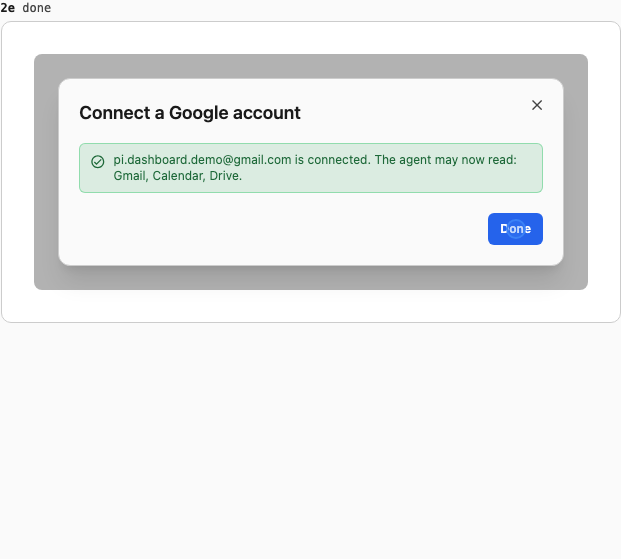 2e done
Connect a Google account
pi.dashboard.demo@gmail.com is connected. The agent may now read:
Gmail, Calendar, Drive.
Done